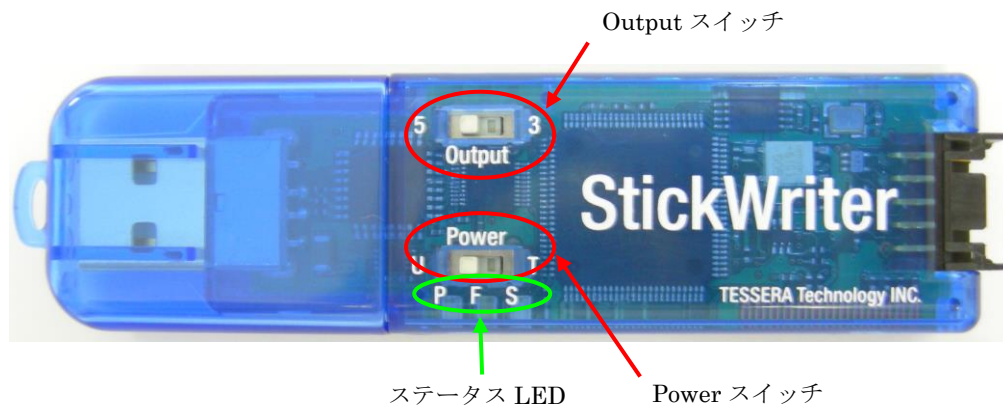 Output スイッチ
5 3
Output
StickWriter
Power
U T
P F S
TESSERA Technology INC.
ステータス LED
Power スイッチ